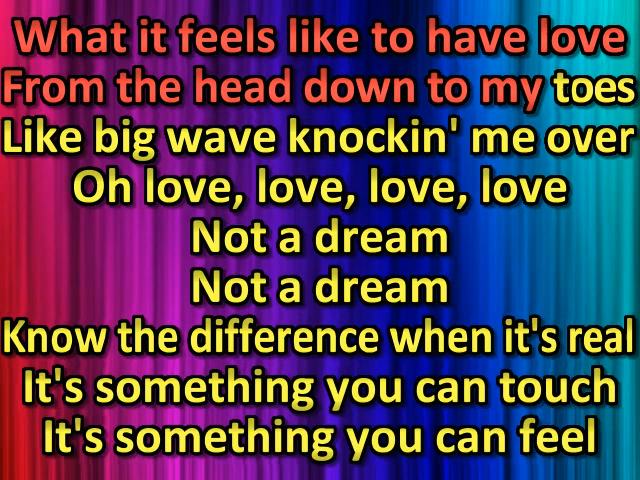 What it feels like to have love
From the head down to my toes
Like big wave knockin' me over
Oh love, love, love, love
Not a dream
Not a dream
Know the difference when it's real
It's something you can touch
It's something you can feel